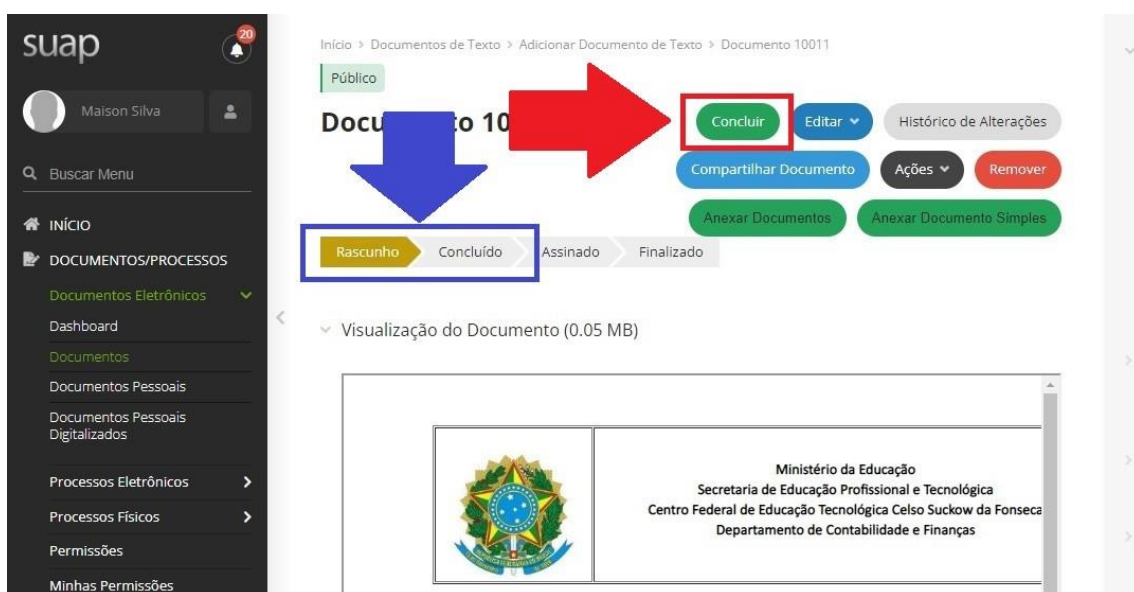 suap
20
Maison Silva
Buscar Menu
INÍCIO
DOCUMENTOS/PROCESSOS
Documentos Eletrônicos
Dashboard
Documentos
Documentos Pessoais
Documentos Pessoais
Digitalizados
Processos Eletrônicos
Processos Físicos
Permissões
Minhas Permissões
Início > Documentos de Texto > Adicionar Documento de Texto > Documento 10011
Público
Docu to 10
Concluir
Editar
Histórico de Alterações
Compartilhar Documento
Ações
Remover
Anexar Documentos
Anexar Documento Simples
Rascunho
Concluído
Assinado
Finalizado
Visualização do Documento (0.05 MB)
Ministério da Educação
Secretaria de Educação Profissional e Tecnológica
Centro Federal de Educação Tecnológica Celso Suckow da Fonseca
Departamento de Contabilidade e Finanças